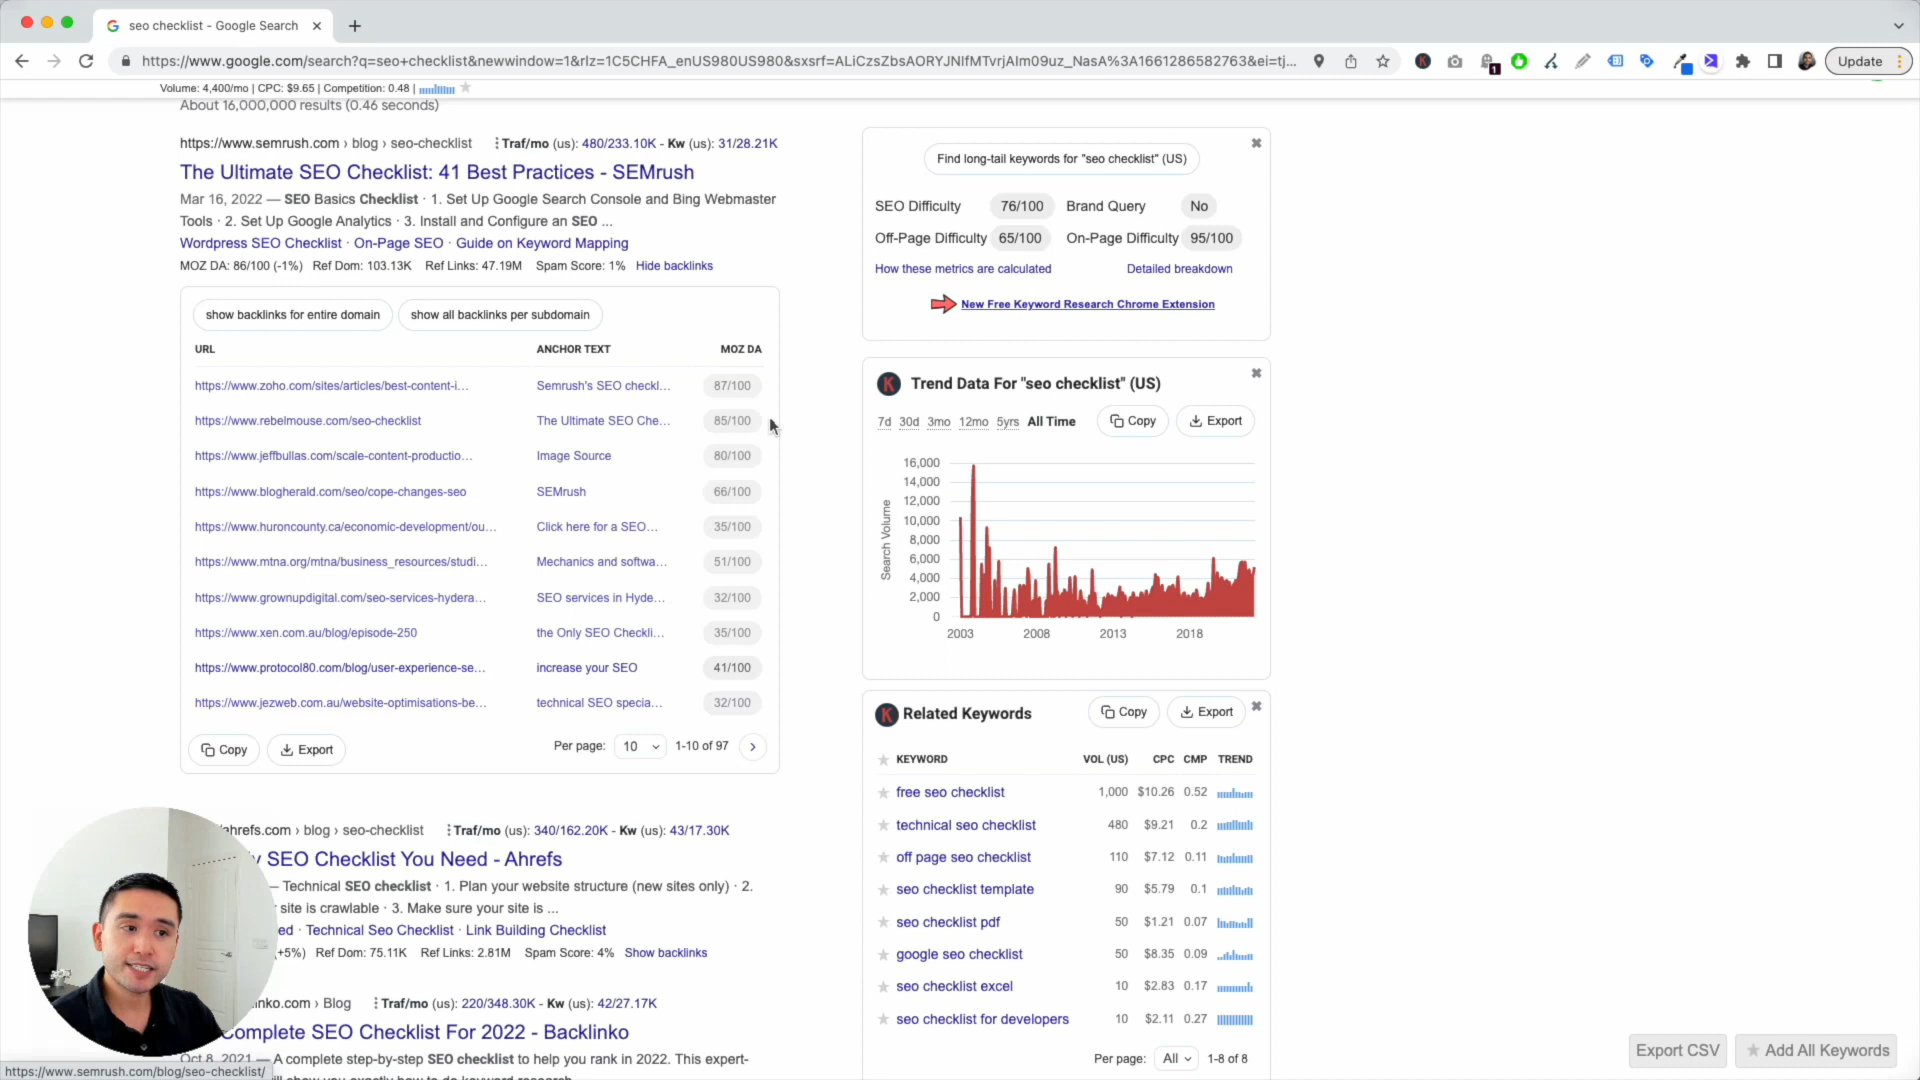 seo checklist - Google Search
https://www.google.com/search?q=seo+checklist&newwindow=1&rlz=1C5CHFA_enUS980US980&sxsrf=ALiCzsZbsAORYJNIfMTvrjAIm09uz_NasA%3A1661286582763&ei=tj...
1
Update
Volume: 4,400/mo | CPC: $9.65 | Competition: 0.48 |
About 16,000,000 results (0.46 seconds)
https://www.semrush.com › blog › seo-checklist
Traf/mo (us): 480/233.10K - Kw (us): 31/28.21K
The Ultimate SEO Checklist: 41 Best Practices - SEMrush
Mar 16, 2022 — SEO Basics Checklist · 1. Set Up Google Search Console and Bing Webmaster
Tools · 2. Set Up Google Analytics · 3. Install and Configure an SEO ...
Wordpress SEO Checklist · On-Page SEO · Guide on Keyword Mapping
MOZ DA: 86/100 (-1%) Ref Dom: 103.13K Ref Links: 47.19M Spam Score: 1% Hide backlinks
show backlinks for entire domain
show all backlinks per subdomain
URL ANCHOR TEXT MOZ DA
https://www.zoho.com/sites/articles/best-content-i... Semrush's SEO checkl... 87/100
https://www.rebelmouse.com/seo-checklist The Ultimate SEO Che... 85/100
https://www.jeffbullas.com/scale-content-productio... Image Source 80/100
https://www.blogherald.com/seo/cope-changes-seo SEMrush 66/100
https://www.huroncounty.ca/economic-development/ou... Click here for a SEO... 35/100
https://www.mtna.org/mtna/business_resources/studi... Mechanics and softwa... 51/100
https://www.grownupdigital.com/seo-services-hydera... SEO services in Hyde... 32/100
https://www.xen.com.au/blog/episode-250 the Only SEO Checkli... 35/100
https://www.protocol80.com/blog/user-experience-se... increase your SEO 41/100
https://www.jezweb.com.au/website-optimisations-be... technical SEO specia... 32/100
Copy
Export
Per page: 10 1-10 of 97
ahrefs.com › blog › seo-checklist
Traf/mo (us): 340/162.20K - Kw (us): 43/17.30K
y SEO Checklist You Need - Ahrefs
— Technical SEO checklist · 1. Plan your website structure (new sites only) · 2.
site is crawlable · 3. Make sure your site is ...
ed · Technical Seo Checklist · Link Building Checklist
+5%) Ref Dom: 75.11K Ref Links: 2.81M Spam Score: 4% Show backlinks
inko.com › Blog
Traf/mo (us): 220/348.30K - Kw (us): 42/27.17K
Complete SEO Checklist For 2022 - Backlinko
Oct 8, 2021 — A complete step-by-step SEO checklist to help you rank in 2022. This expert-
https://www.semrush.com/blog/seo-checklist/
Find long-tail keywords for "seo checklist" (US)
SEO Difficulty 76/100 Brand Query No
Off-Page Difficulty 65/100 On-Page Difficulty 95/100
How these metrics are calculated Detailed breakdown
New Free Keyword Research Chrome Extension
K Trend Data For "seo checklist" (US)
7d 30d 3mo 12mo 5yrs All Time
Copy
Export
Search Volume
16,000
14,000
12,000
10,000
8,000
6,000
4,000
2,000
0
2003 2008 2013 2018
K Related Keywords
Copy
Export
KEYWORD VOL (US) CPC CMP TREND
free seo checklist 1,000 $10.26 0.52
technical seo checklist 480 $9.21 0.2
off page seo checklist 110 $7.12 0.11
seo checklist template 90 $5.79 0.1
seo checklist pdf 50 $1.21 0.07
google seo checklist 50 $8.35 0.09
seo checklist excel 10 $2.83 0.17
seo checklist for developers 10 $2.11 0.27
Per page: All 1-8 of 8
Export CSV
Add All Keywords